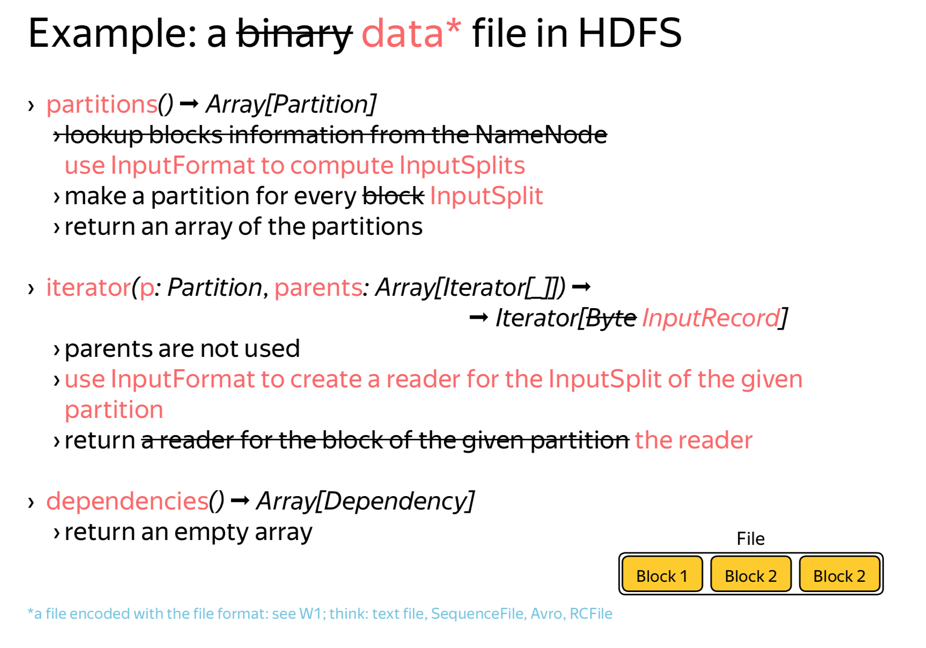 Example: a binary data* file in HDFS
› partitions() ➞ Array[Partition]
› lookup blocks information from the NameNode
use InputFormat to compute InputSplits
› make a partition for every block InputSplit
› return an array of the partitions
› iterator(p: Partition, parents: Array[Iterator[_]]) ➞
➞ Iterator[Byte InputRecord]
› parents are not used
› use InputFormat to create a reader for the InputSplit of the given
partition
› return a reader for the block of the given partition the reader
› dependencies() ➞ Array[Dependency]
› return an empty array
File
Block 1 Block 2 Block 2
*a file encoded with the file format: see W1; think: text file, SequenceFile, Avro, RCFile